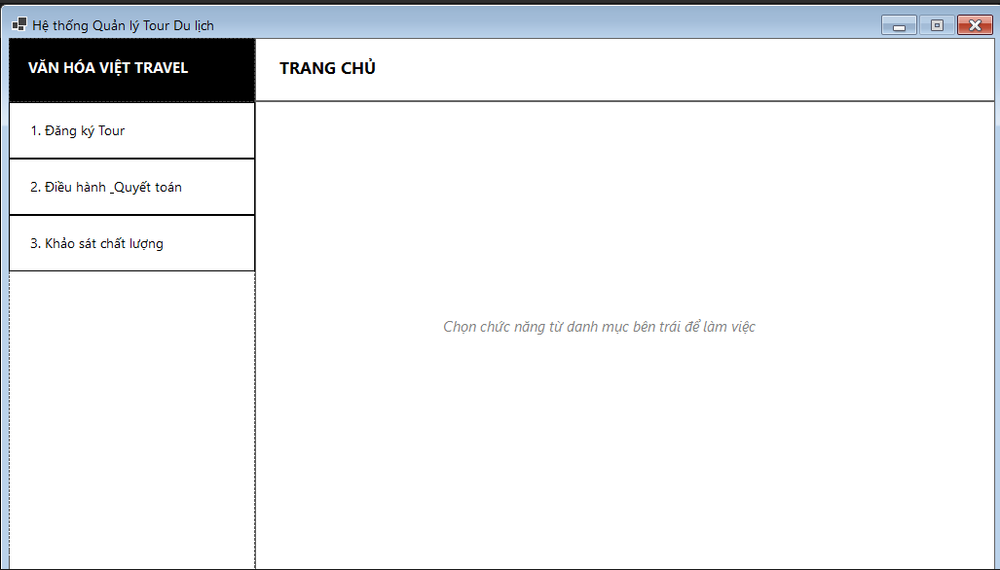 Hệ thống Quản lý Tour Du lịch
VĂN HÓA VIỆT TRAVEL
TRANG CHỦ
1. Đăng ký Tour
2. Điều hành _Quyết toán
3. Khảo sát chất lượng
Chọn chức năng từ danh mục bên trái để làm việc